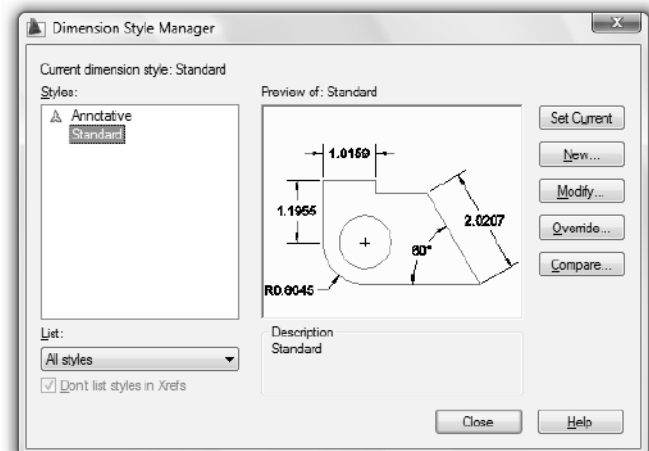 Dimension Style Manager
Current dimension style: Standard
Styles:
Annotative
Standard
Preview of: Standard
1.0159
1.1955
2.0207
60°
R0.8045
Set Current
New...
Modify...
Override...
Compare...
List:
All styles
Don't list styles in Xrefs
Description
Standard
Close
Help